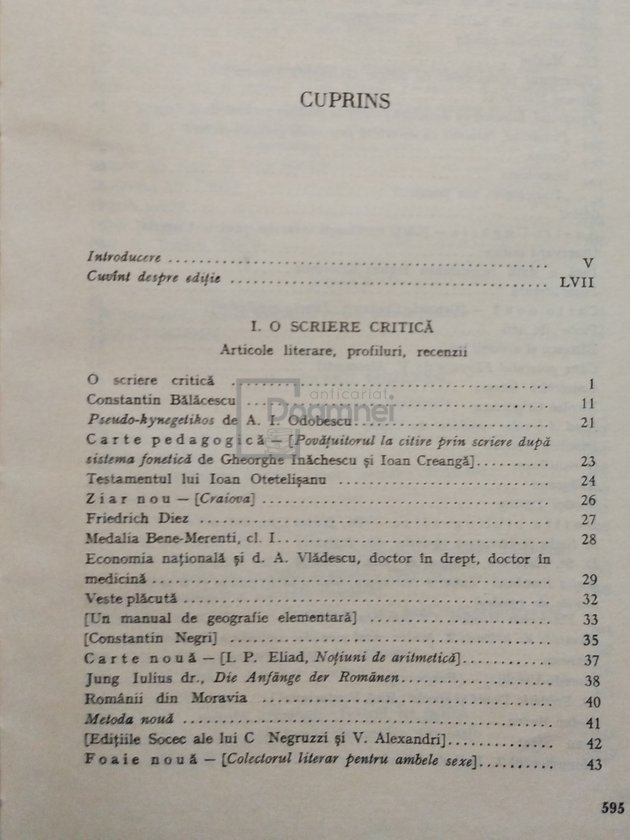 CUPRINS
Introducere ........ V
Cuvînt despre ediție ........ LVII
I. O SCRIERE CRITICĂ
Articole literare, profiluri, recenzii
O scriere critică ........ 1
Constantin Bălăcescu ........ 11
Pseudo-kynegetikos de A. I. Odobescu ........ 21
Carte pedagogică – [Povățuitorul la citire prin scriere după
sistema fonetică de Gheorghe Inăchescu și Ioan Creangă] ........ 23
Testamentul lui Ioan Otetelișanu ........ 24
Ziar nou – [Craiova] ........ 26
Friedrich Diez ........ 27
Medalia Bene-Merenti, cl. I ........ 28
Economia națională și d. A. Vlădescu, doctor în drept, doctor în
medicină ........ 29
Veste plăcută ........ 32
[Un manual de geografie elementară] ........ 33
[Constantin Negri] ........ 35
Carte nouă – [I. P. Eliad, Noțiuni de aritmetică] ........ 37
Jung Iulius dr., Die Anfänge der Românen ........ 38
Românii din Moravia ........ 40
Metoda nouă ........ 41
[Edițiile Socec ale lui C Negruzzi și V. Alexandri] ........ 42
Foaie nouă – [Colectorul literar pentru ambele sexe] ........ 43
595
anticariat
Doamnei